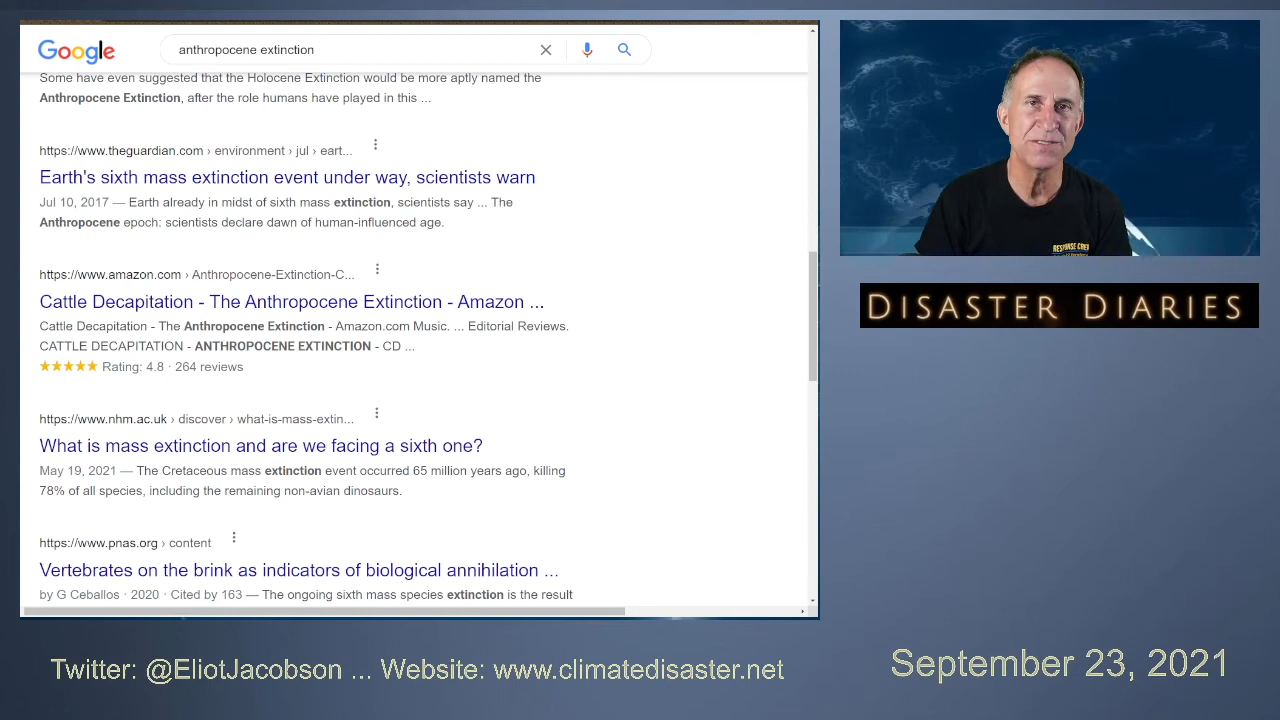 Google
anthropocene extinction
Some have even suggested that the Holocene Extinction would be more aptly named the
Anthropocene Extinction, after the role humans have played in this ...
https://www.theguardian.com › environment › jul › eart...
Earth's sixth mass extinction event under way, scientists warn
Jul 10, 2017 — Earth already in midst of sixth mass extinction, scientists say ... The
Anthropocene epoch: scientists declare dawn of human-influenced age.
https://www.amazon.com › Anthropocene-Extinction-C...
Cattle Decapitation - The Anthropocene Extinction - Amazon ...
Cattle Decapitation - The Anthropocene Extinction - Amazon.com Music. ... Editorial Reviews.
CATTLE DECAPITATION - ANTHROPOCENE EXTINCTION - CD ...
Rating: 4.8 · 264 reviews
https://www.nhm.ac.uk › discover › what-is-mass-extin...
What is mass extinction and are we facing a sixth one?
May 19, 2021 — The Cretaceous mass extinction event occurred 65 million years ago, killing
78% of all species, including the remaining non-avian dinosaurs.
https://www.pnas.org › content
Vertebrates on the brink as indicators of biological annihilation ...
by G Ceballos · 2020 · Cited by 163 — The ongoing sixth mass species extinction is the result
RESPONSE CREW
DISASTER DIARIES
Twitter: @EliotJacobson ... Website: www.climatedisaster.net
September 23, 2021